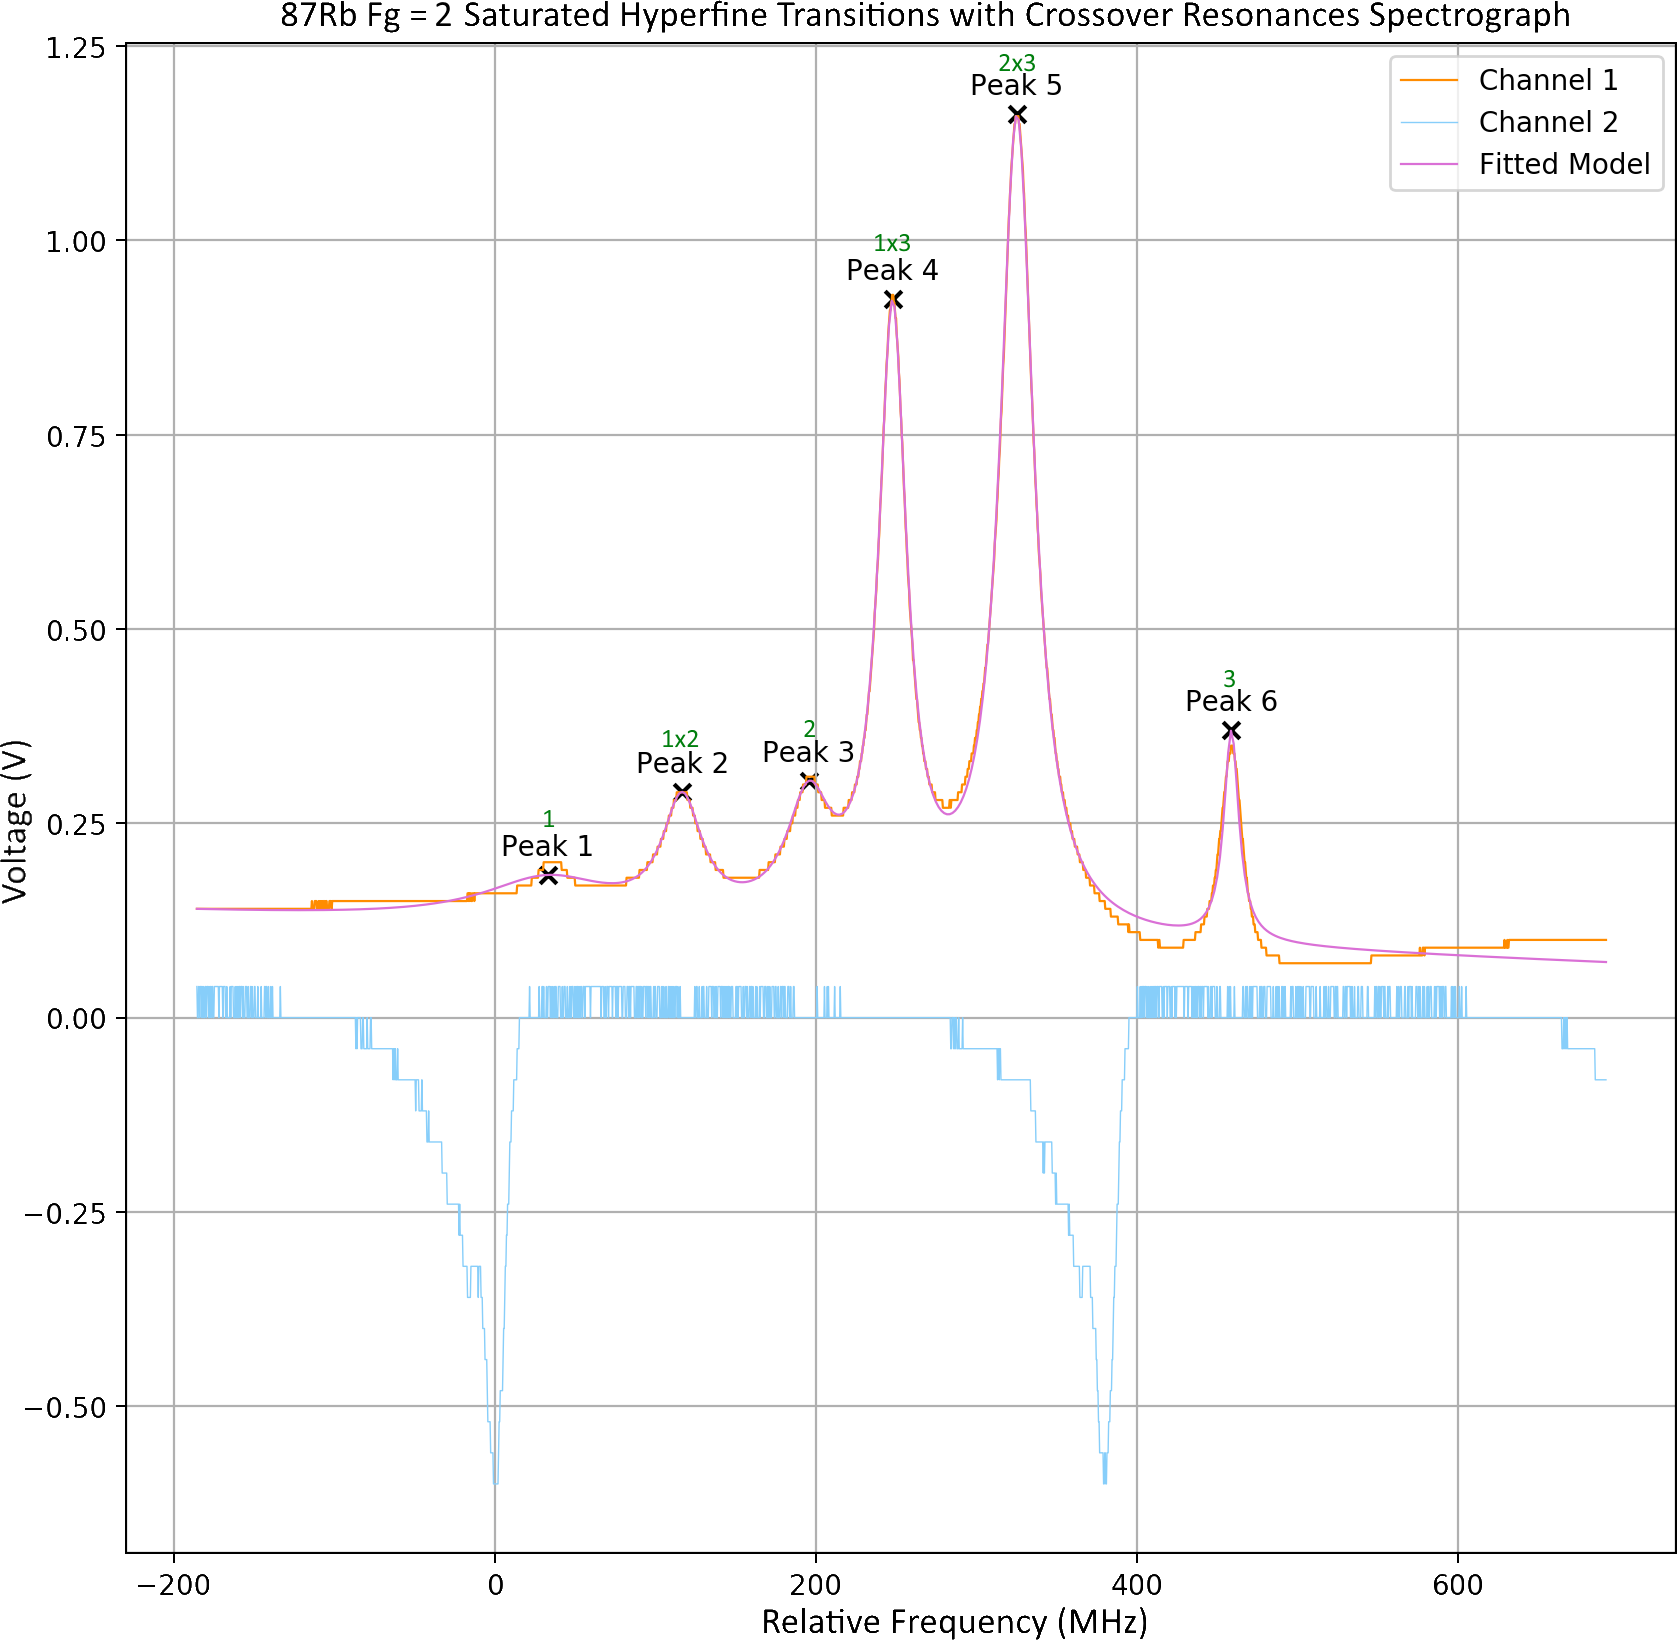 87Rb Fg = 2 Saturated Hyperfine Transitions with Crossover Resonances Spectrograph
1.25
1.00
0.75
0.50
0.25
0.00
−0.25
−0.50
Voltage (V)
Channel 1
Channel 2
Fitted Model
1
Peak 1
1x2
Peak 2
2
Peak 3
1x3
Peak 4
2x3
Peak 5
3
Peak 6
−200
0
200
400
600
Relative Frequency (MHz)